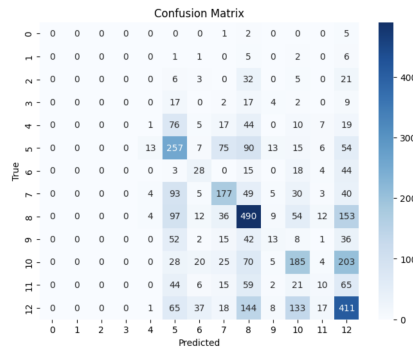 Confusion Matrix
0 0 0 0 0 0 0 0 1 2 0 0 0 5
1 0 0 0 0 0 1 1 0 5 0 2 0 6
2 0 0 0 0 0 6 3 0 32 0 5 0 21
3 0 0 0 0 0 17 0 2 17 4 2 0 9
4 0 0 0 0 1 76 5 17 44 0 10 7 19
5 0 0 0 0 13 257 7 75 90 13 15 6 54
6 0 0 0 0 0 3 28 0 15 0 18 4 44
7 0 0 0 0 4 93 5 177 49 5 30 3 40
8 0 0 0 0 4 97 12 36 490 9 54 12 153
9 0 0 0 0 0 52 2 15 42 13 8 1 36
10 0 0 0 0 0 28 20 25 70 5 185 4 203
11 0 0 0 0 0 44 6 15 59 2 21 10 65
12 0 0 0 0 1 65 37 18 144 8 133 17 411
0 1 2 3 4 5 6 7 8 9 10 11 12
Predicted
True
400
300
200
100
0